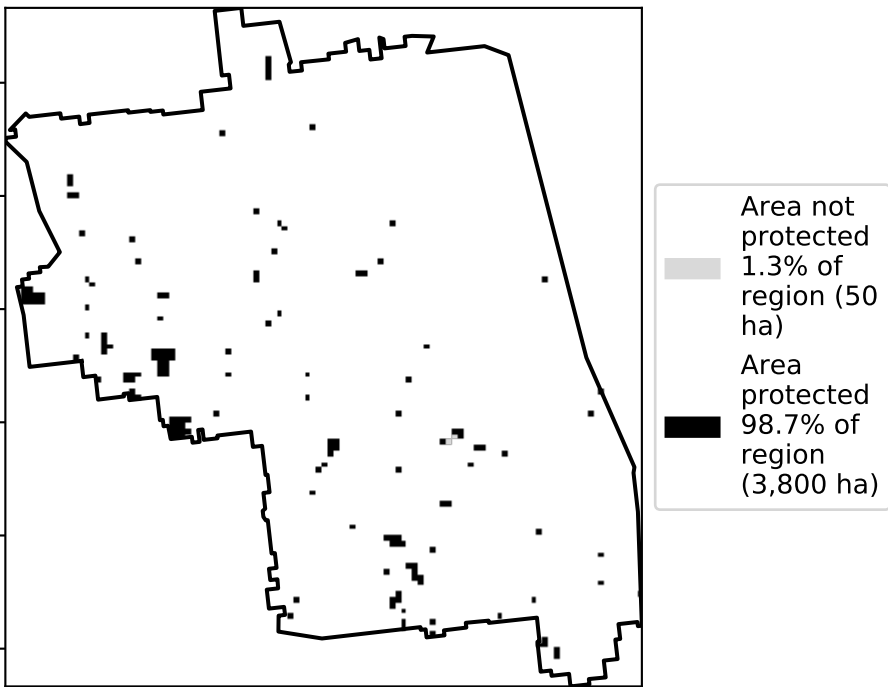 Area not
protected
1.3% of
region (50
ha)
Area
protected
98.7% of
region
(3,800 ha)